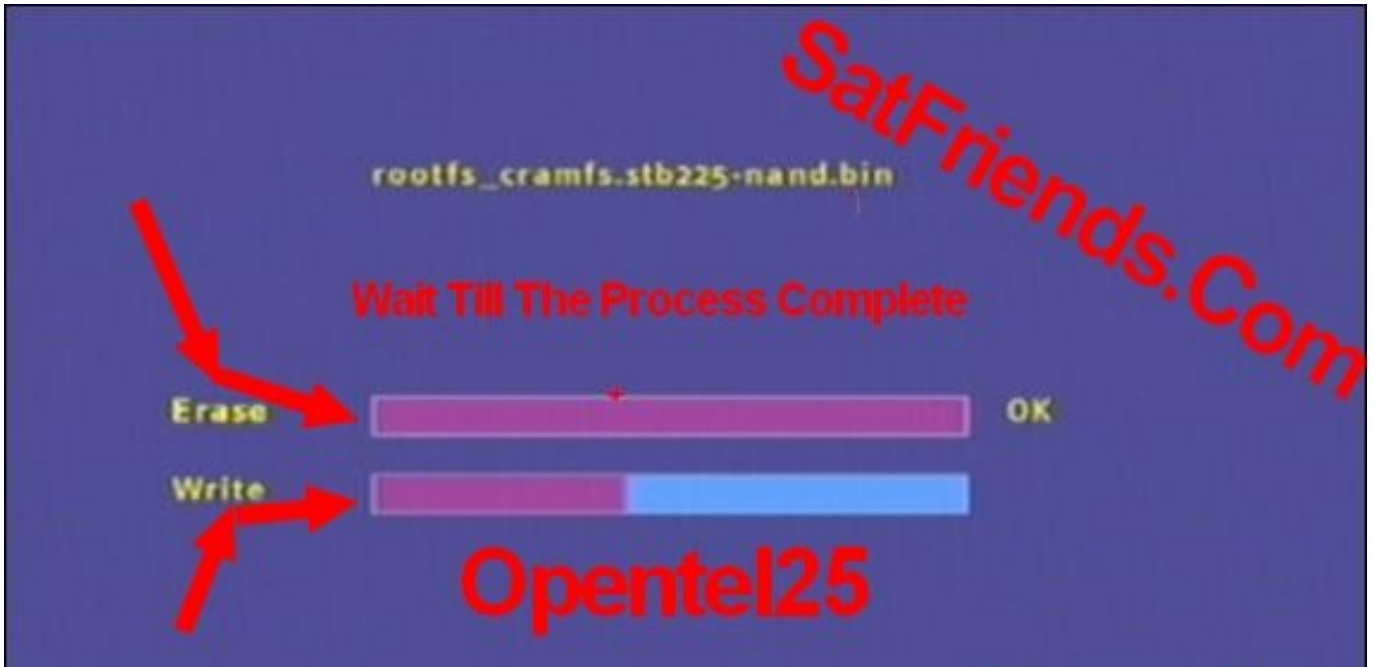 SatFriends.Com
rootfs_cramfs.stb225-nand.bin
Wait Till The Process Complete
Erase OK
Write
Opentel25